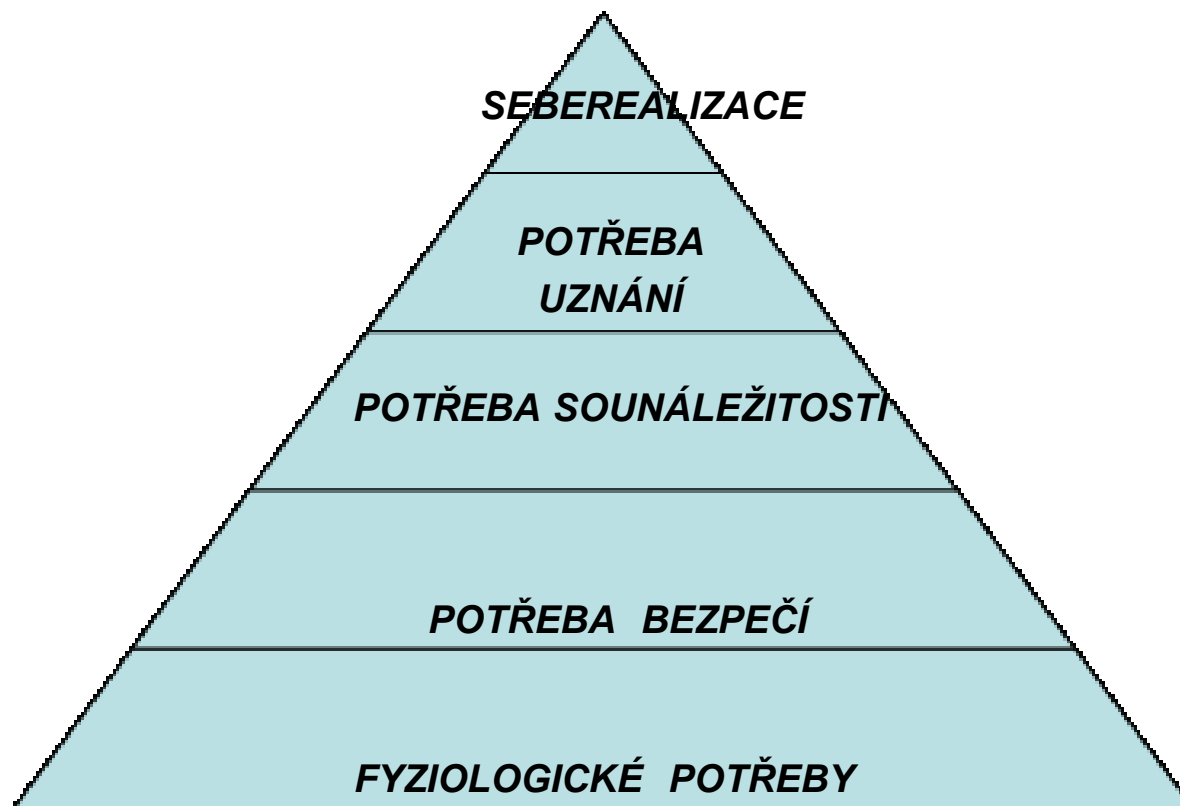 SEBEREALIZACE
POTŘEBA
UZNÁNÍ
POTŘEBA SOUNÁLEŽITOSTI
POTŘEBA BEZPEČÍ
FYZIOLOGICKÉ POTŘEBY